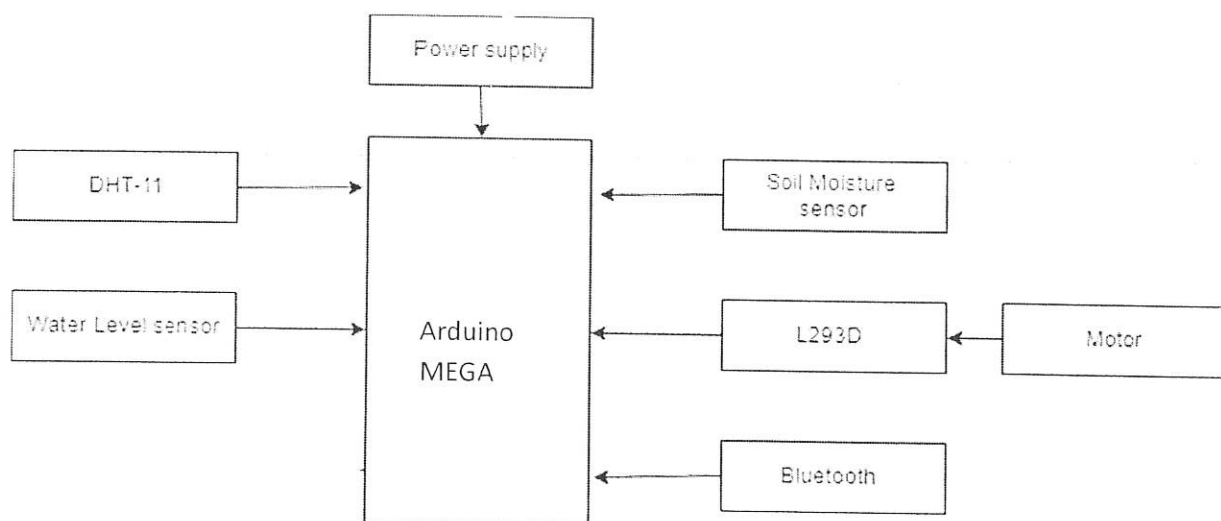 Power supply
DHT-11
Soil Moisture
sensor
Water Level sensor
Arduino
MEGA
L293D
Motor
Bluetooth